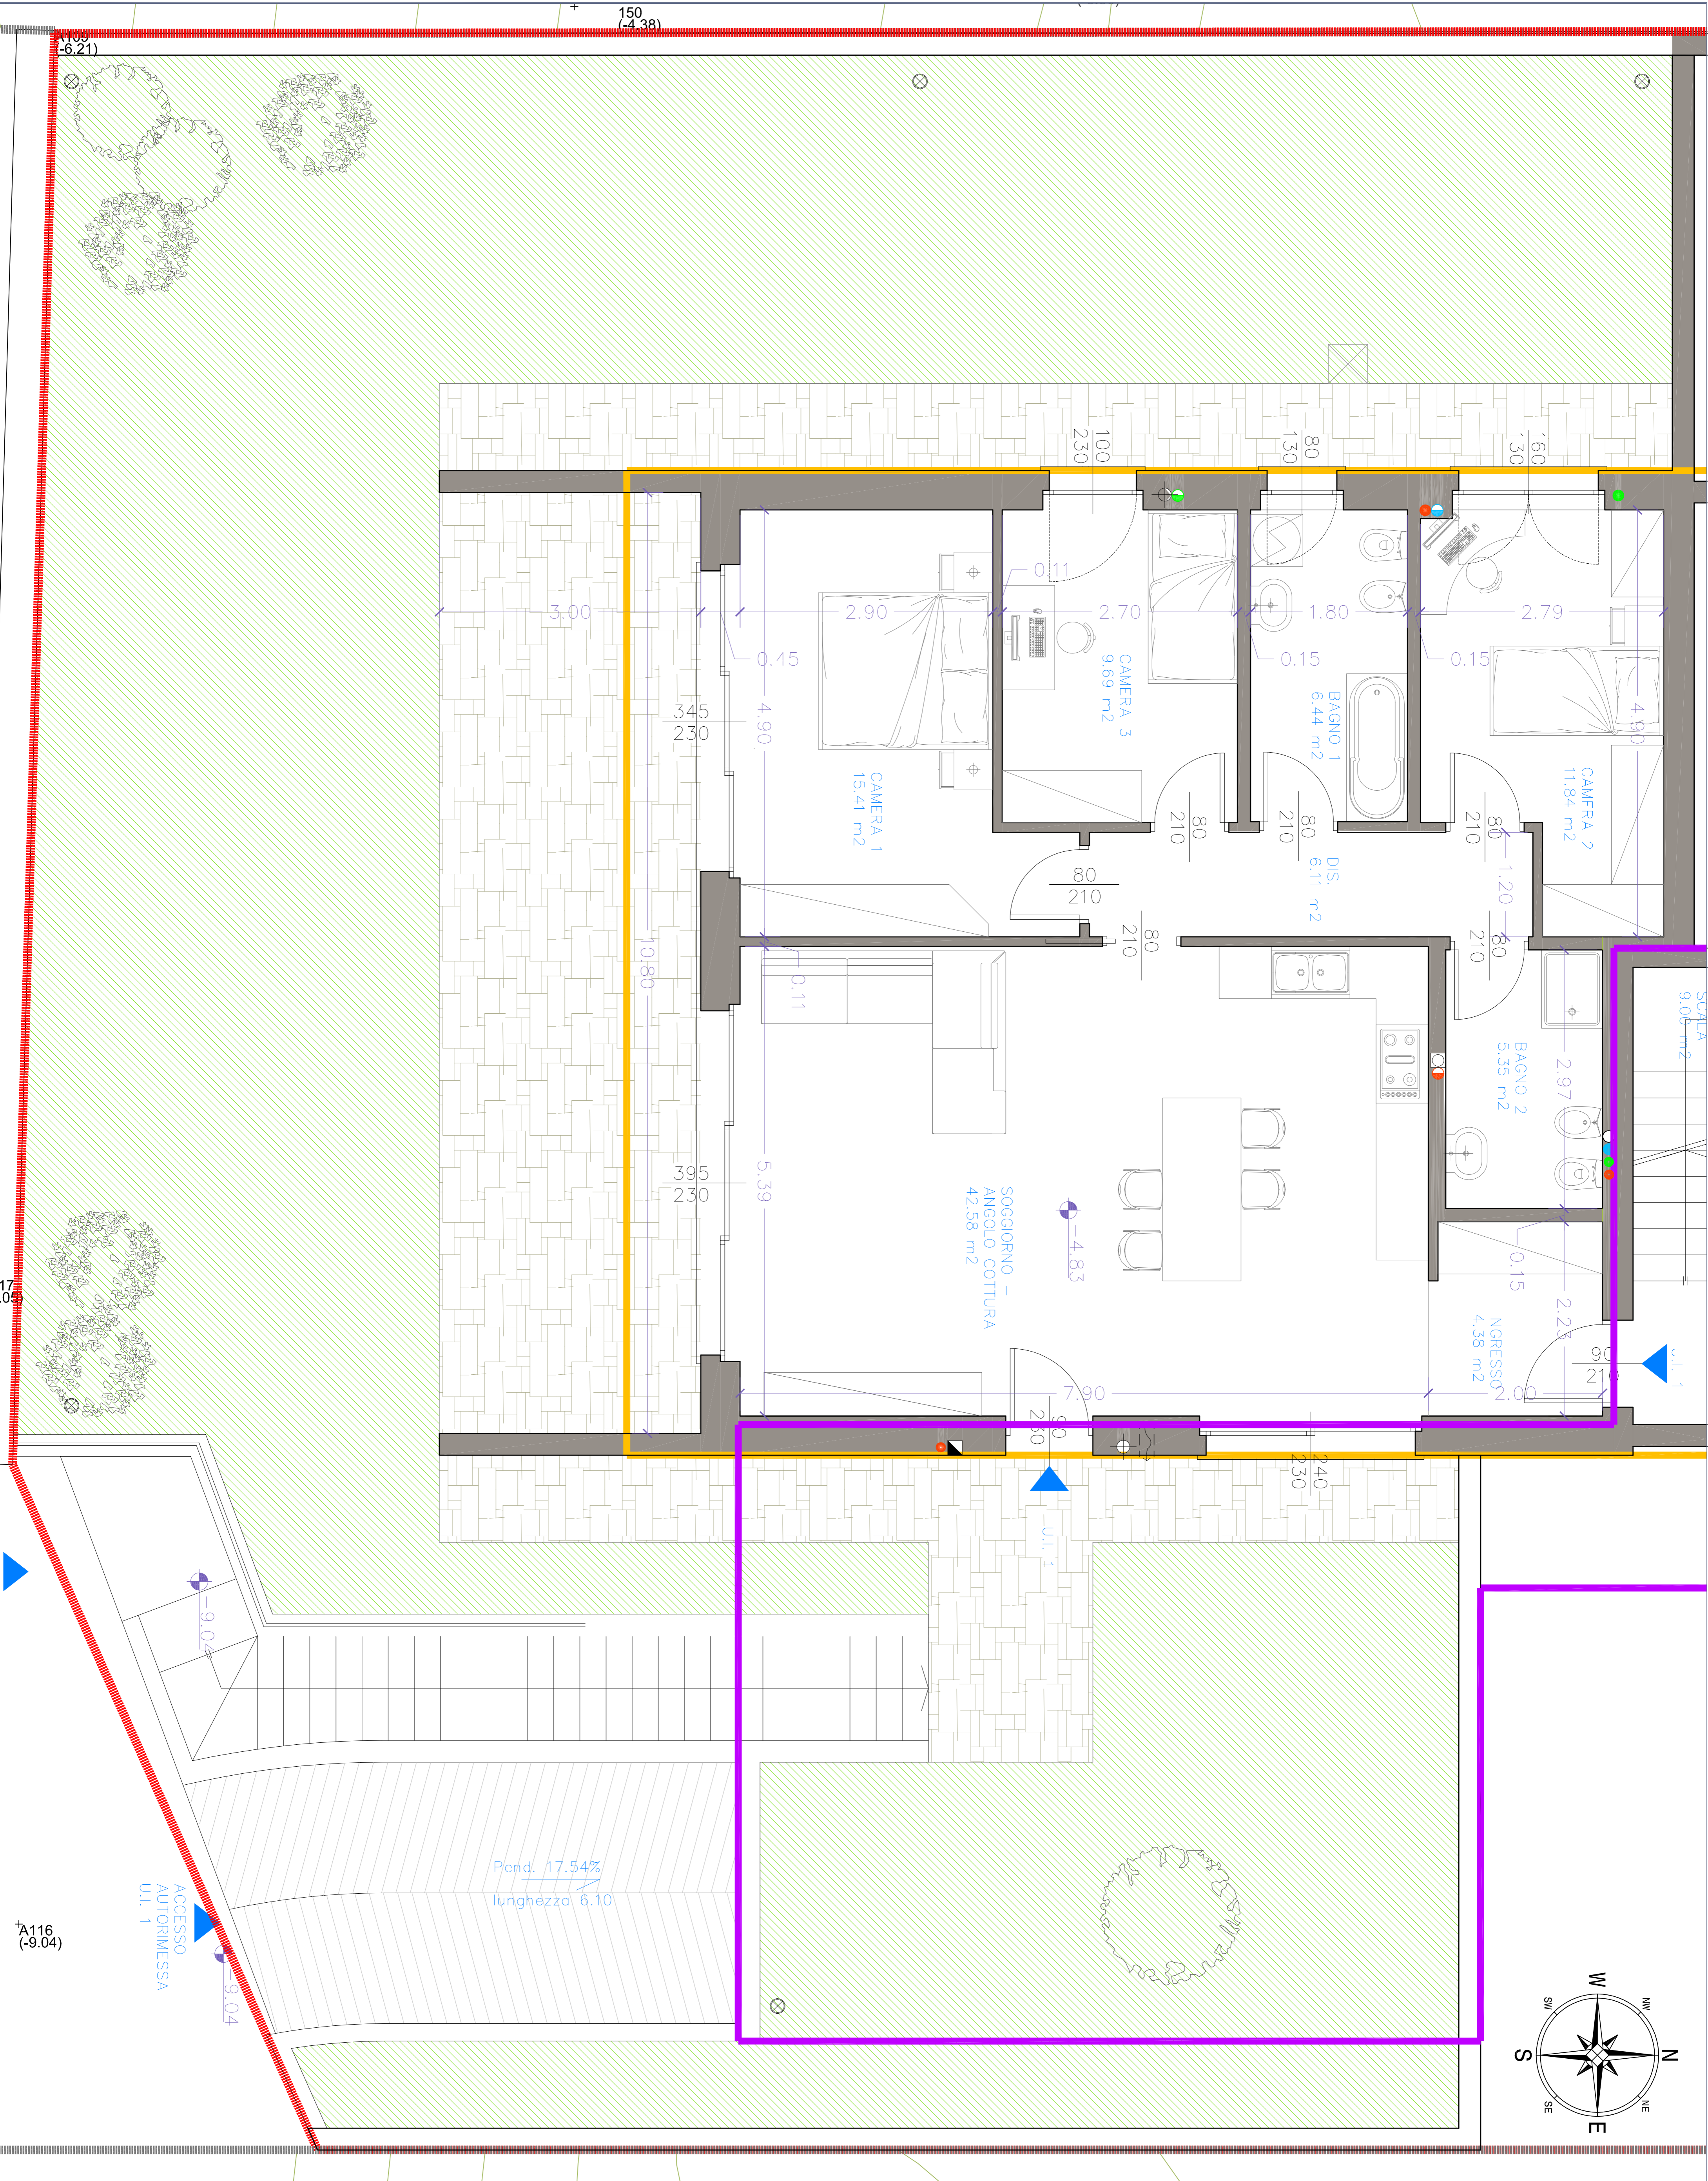 150
(-4.38)
A109
(-6.21)
100
230
80
130
160
130
3.00
2.90
0.11
2.70
1.80
2.79
0.45
0.15
0.15
345
230
4.90
CAMERA 3
9.69 m2
BAGNO 1
6.44 m2
4.90
CAMERA 1
15.41 m2
CAMERA 2
11.84 m2
80
210
80
210
80
210
80
210
DIS.
6.11 m2
1.20
80
210
80
210
10.80
0.11
SCALA
9.00 m2
BAGNO 2
5.35 m2
2.97
395
230
5.39
SOGGIORNO -
ANGOLO COTTURA
42.58 m2
-4.83
0.15
2.23
INGRESSO
4.38 m2
90
210
U.I. 1
7.90
2.00
90
230
240
230
U.I. 1
-9.04
Pend. 17.54%
lunghezza 6.10
ACCESSO
AUTORIMESSA
U.I. 1
-9.04
A116
(-9.04)
N
NE
E
SE
S
SW
W
NW